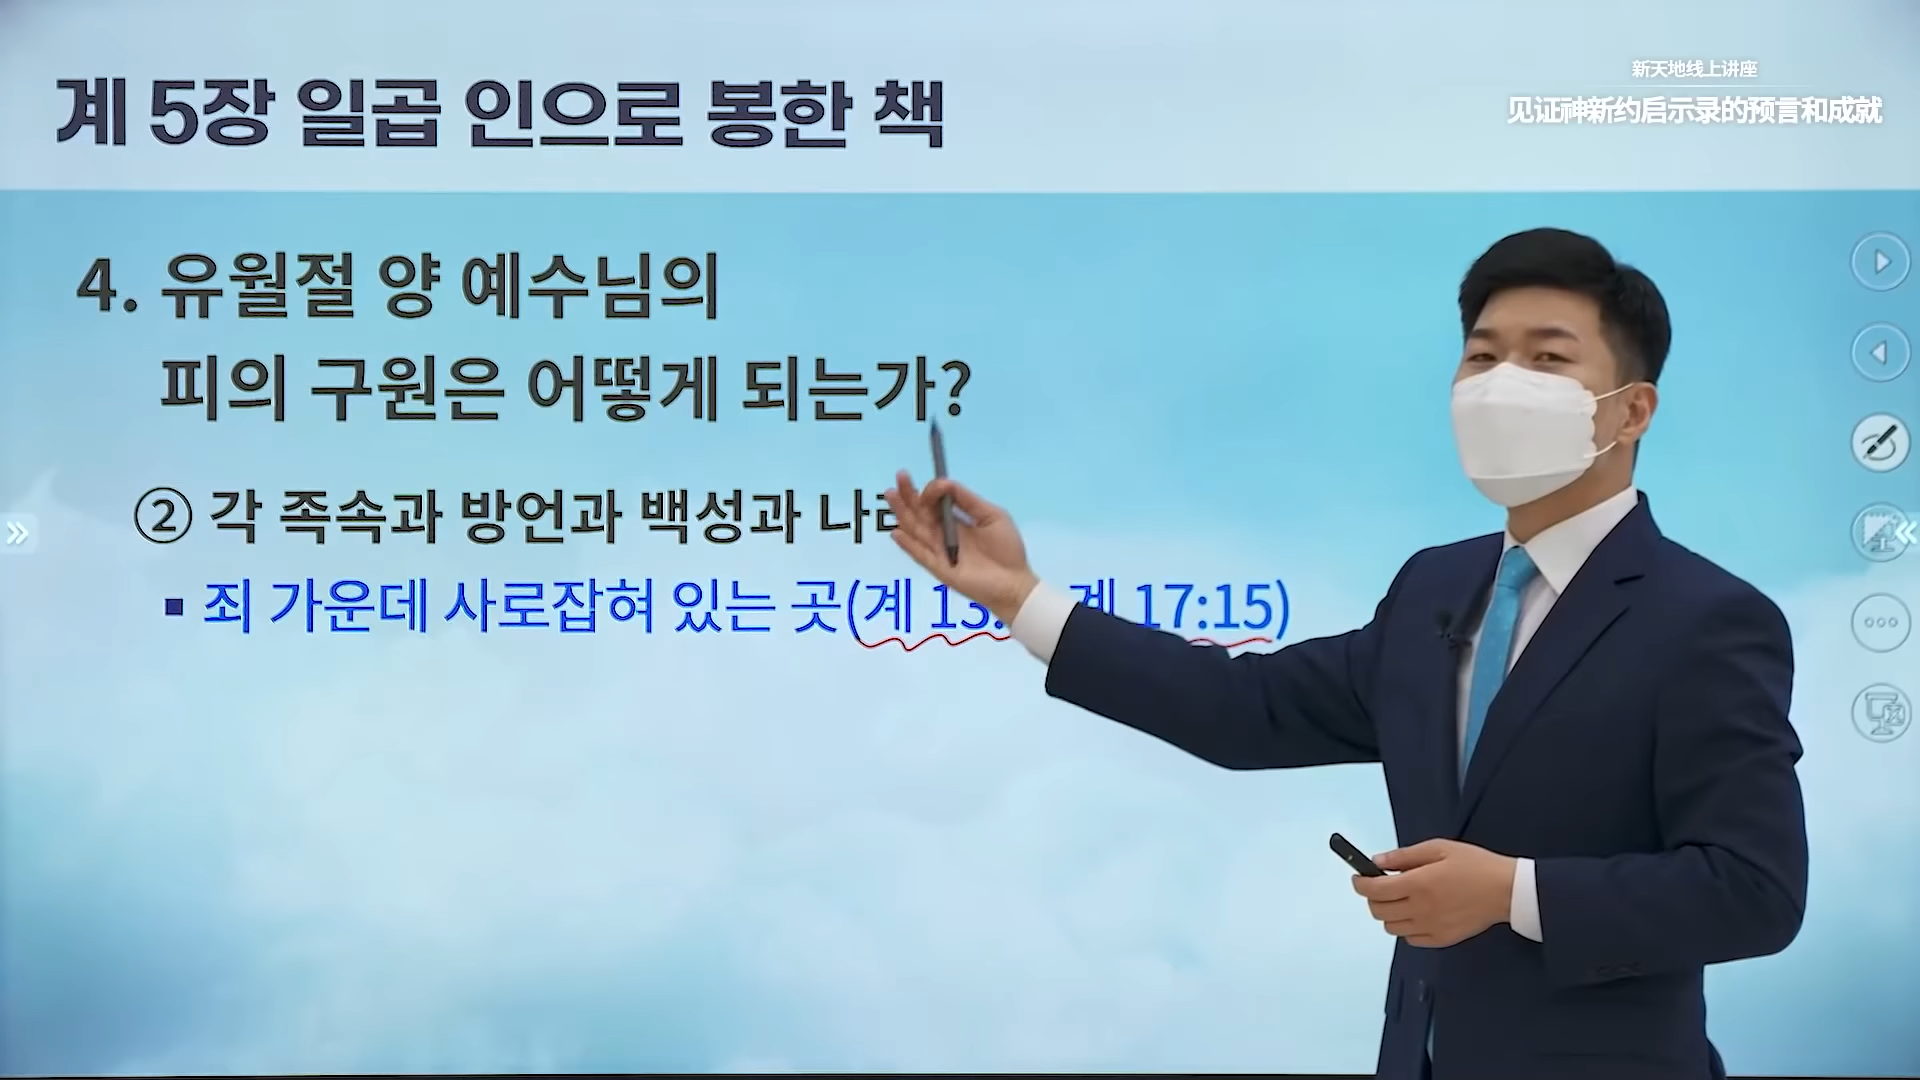 계 5장 일곱 인으로 봉한 책
新天地线上讲座
见证神新约启示录的预言和成就
4. 유월절 양 예수님의
피의 구원은 어떻게 되는가?
② 각 족속과 방언과 백성과
▪ 죄 가운데 사로잡혀 있는 곳(계 계 17:15)